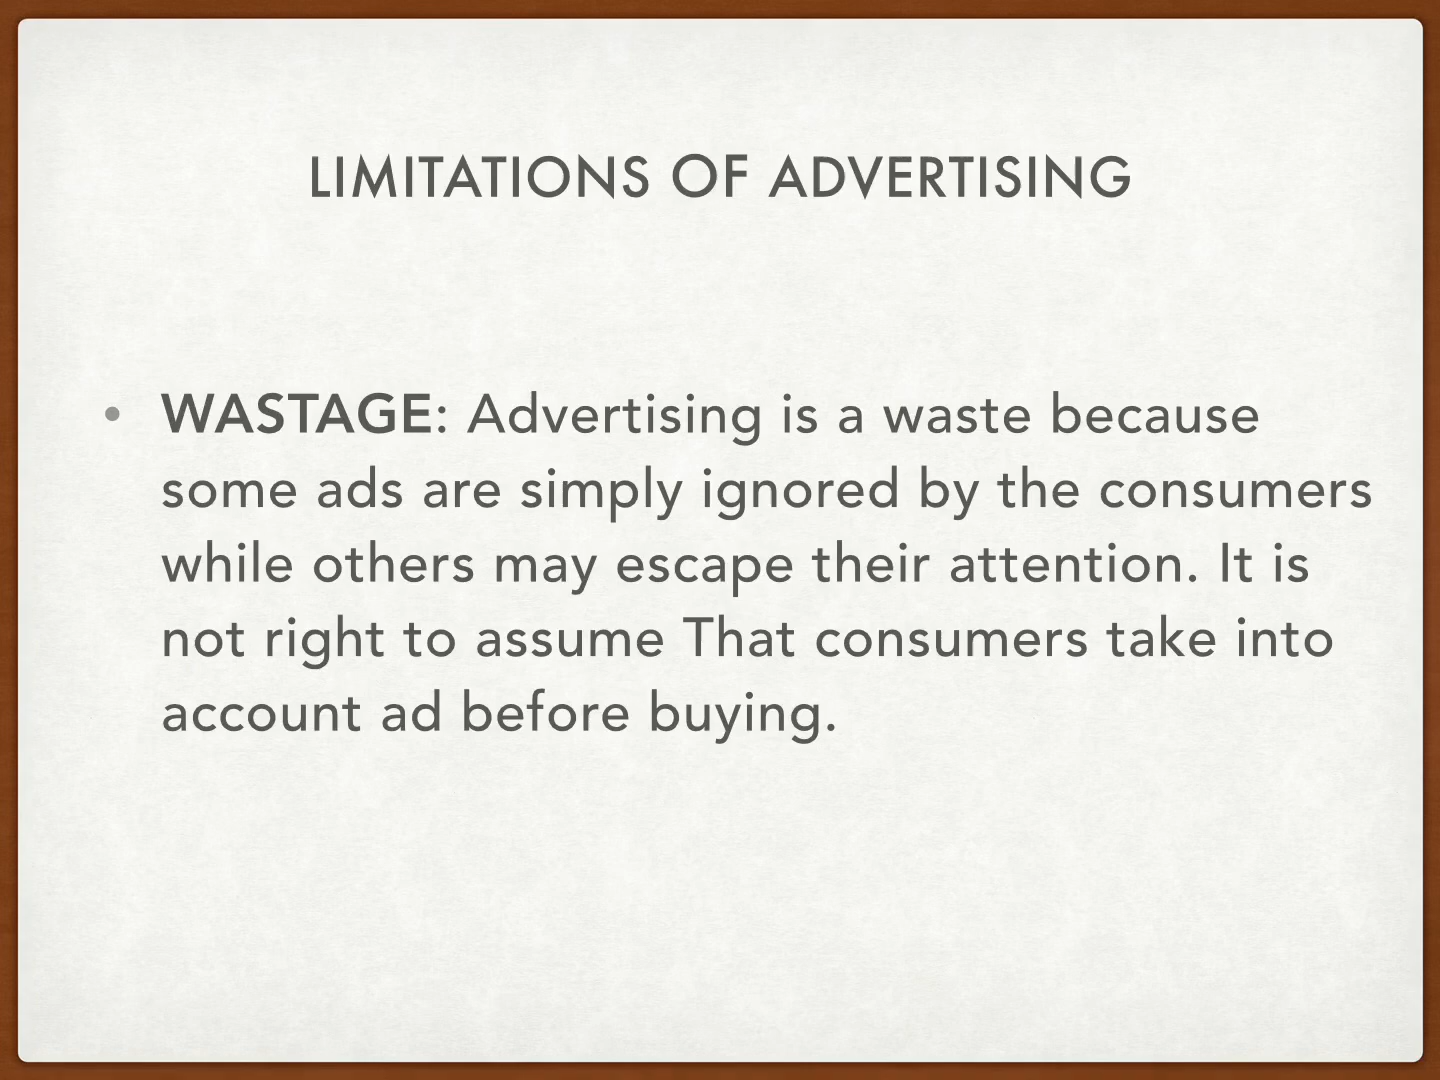 LIMITATIONS OF ADVERTISING
• WASTAGE: Advertising is a waste because
some ads are simply ignored by the consumers
while others may escape their attention. It is
not right to assume That consumers take into
account ad before buying.